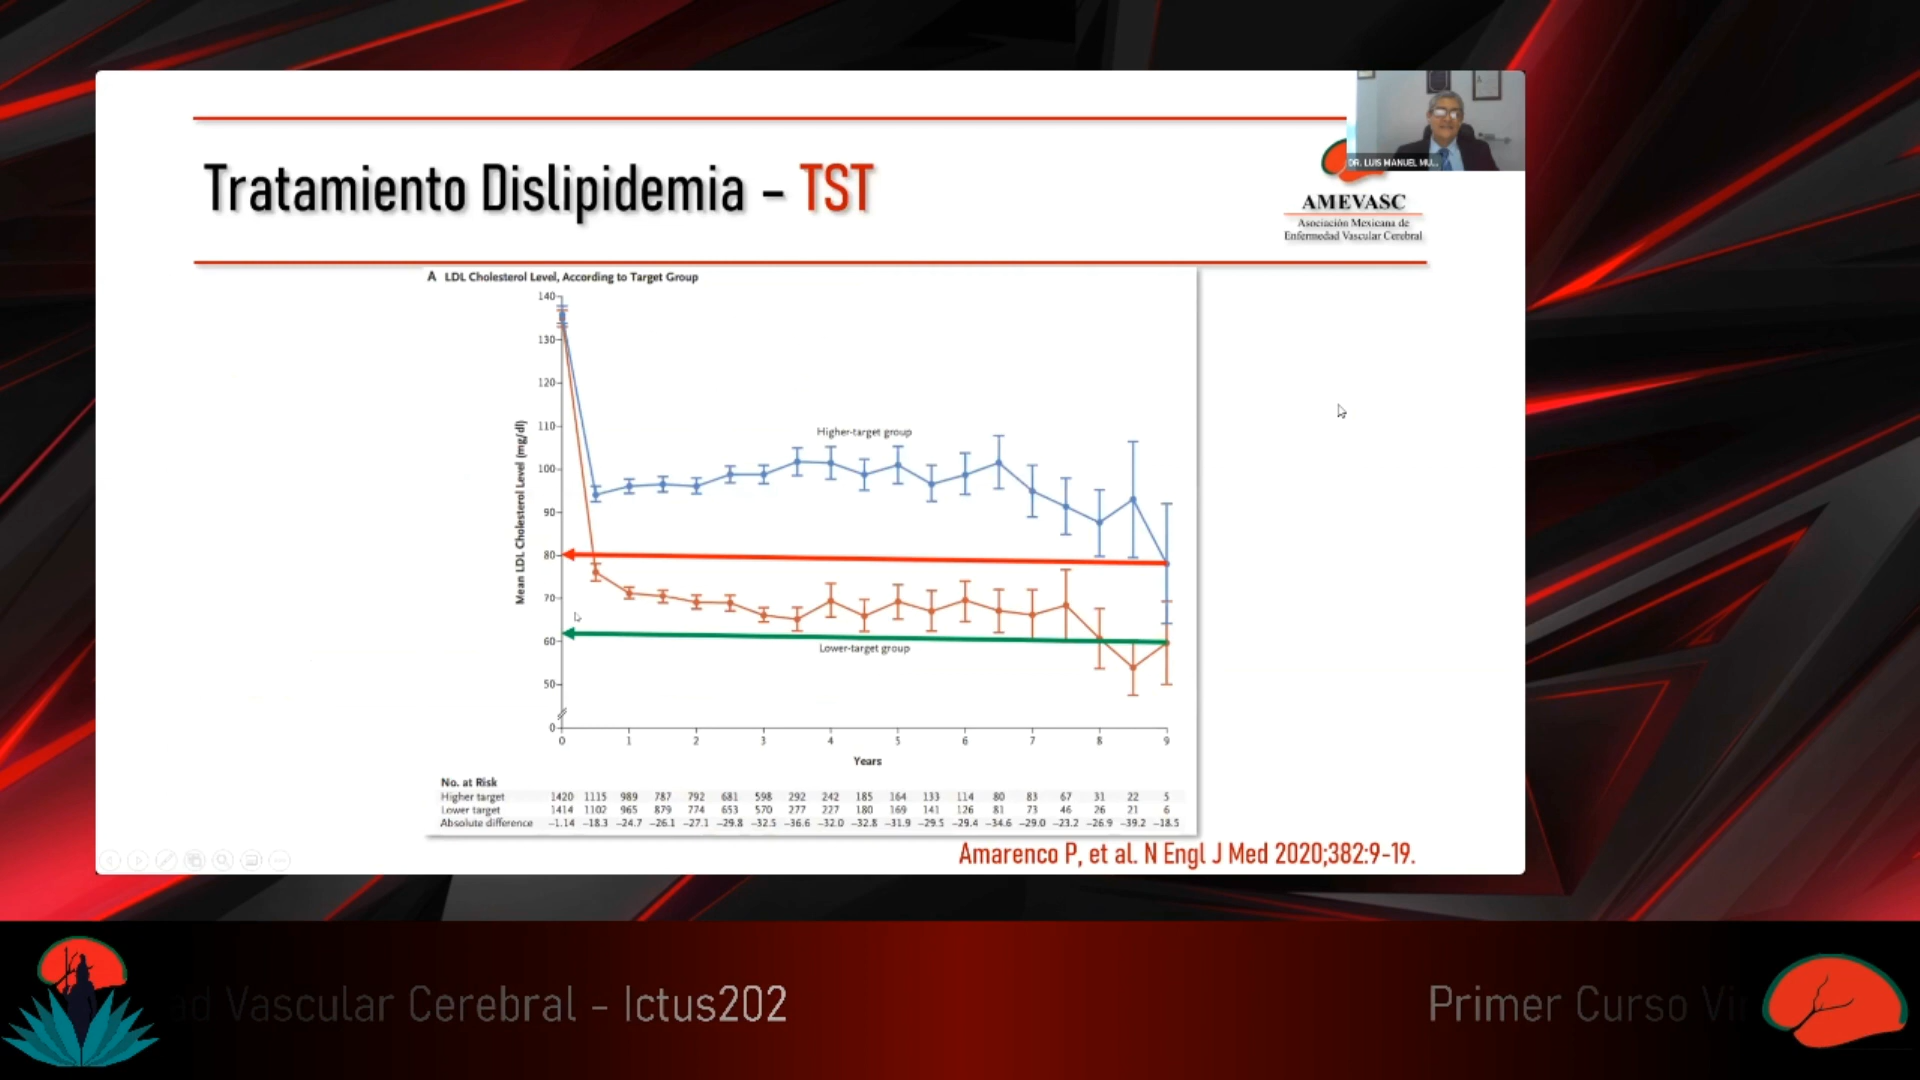 DR. LUIS MANUEL MU...
Tratamiento Dislipidemia – TST
AMEVASC
Asociación Mexicana de
Enfermedad Vascular Cerebral
A LDL Cholesterol Level, According to Target Group
Mean LDL Cholesterol Level (mg/dl)
140
130
120
110
100
90
80
70
60
50
0
Higher-target group
Lower-target group
0 1 2 3 4 5 6 7 8 9
Years
No. at Risk
Higher target 1420 1115 989 787 792 681 598 292 242 185 164 133 114 80 83 67 31 22 5
Lower target 1414 1102 965 879 774 653 570 277 227 180 169 141 126 81 73 46 26 21 6
Absolute difference –1.14 –18.3 –24.7 –26.1 –27.1 –29.8 –32.5 –36.6 –32.0 –32.8 –31.9 –29.5 –29.4 –34.6 –29.0 –23.2 –26.9 –39.2 –18.5
Amarenco P, et al. N Engl J Med 2020;382:9-19.
ad Vascular Cerebral – Ictus202
Primer Curso Vi